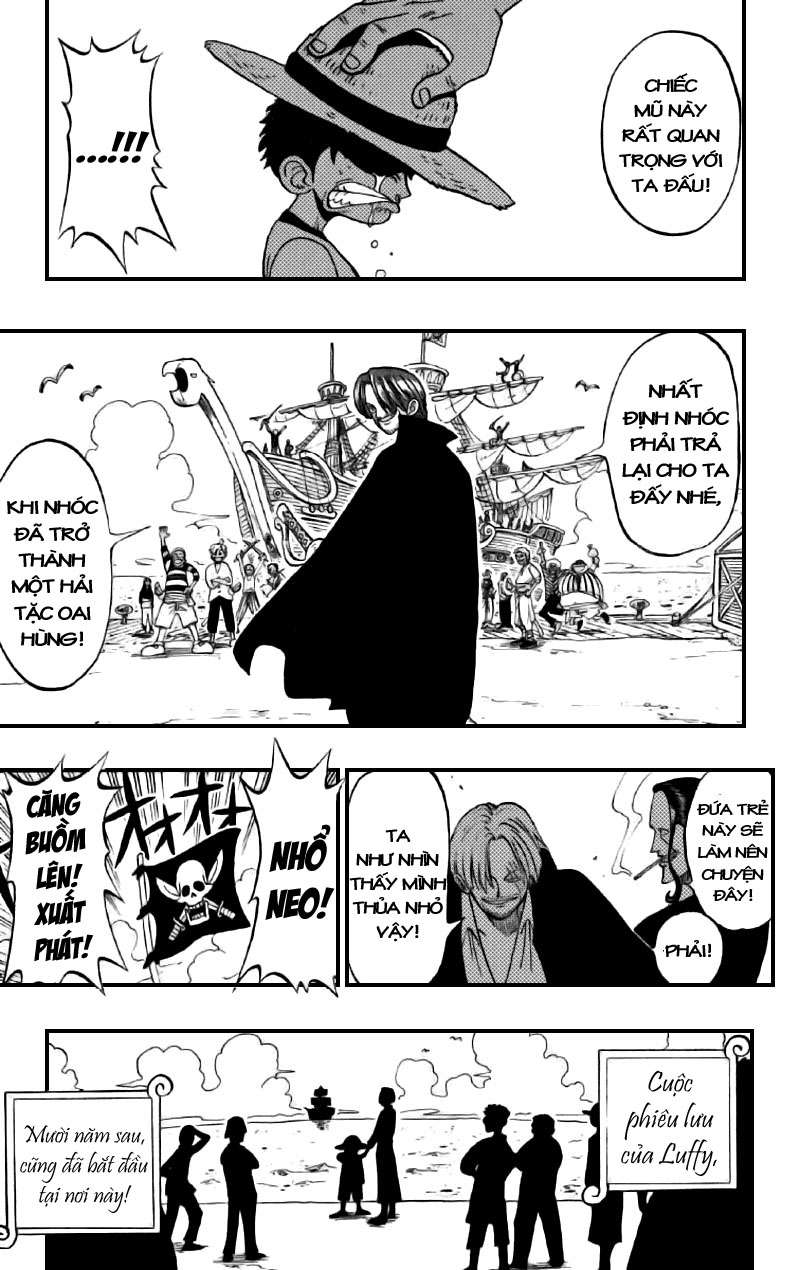 CHIẾC
MŨ NÀY
RẤT QUAN
TRỌNG VỚI
TA ĐẤU!
......!!!
NHẤT
ĐỊNH NHÓC
PHẢI TRẢ
LẠI CHO TA
ĐẤY NHÉ,
KHI NHÓC
ĐÃ TRỞ
THÀNH
MỘT HẢI
TẶC OAI
HÙNG!
ĐỨA TRẺ
NÀY SẼ
LÀM NÊN
CHUYỆN
ĐÂY!
PHẢI!
TA
NHƯ NHÌN
THẤY MÌNH
THỦA NHỎ
VẬY!
NHỔ
NEO!
CĂNG
BUỒM
LÊN!
XUẤT
PHÁT!
オオオ
Cuộc
phiêu lưu
của Luffy,
Mười năm sau,
cũng đã bắt đầu
tại nơi này!